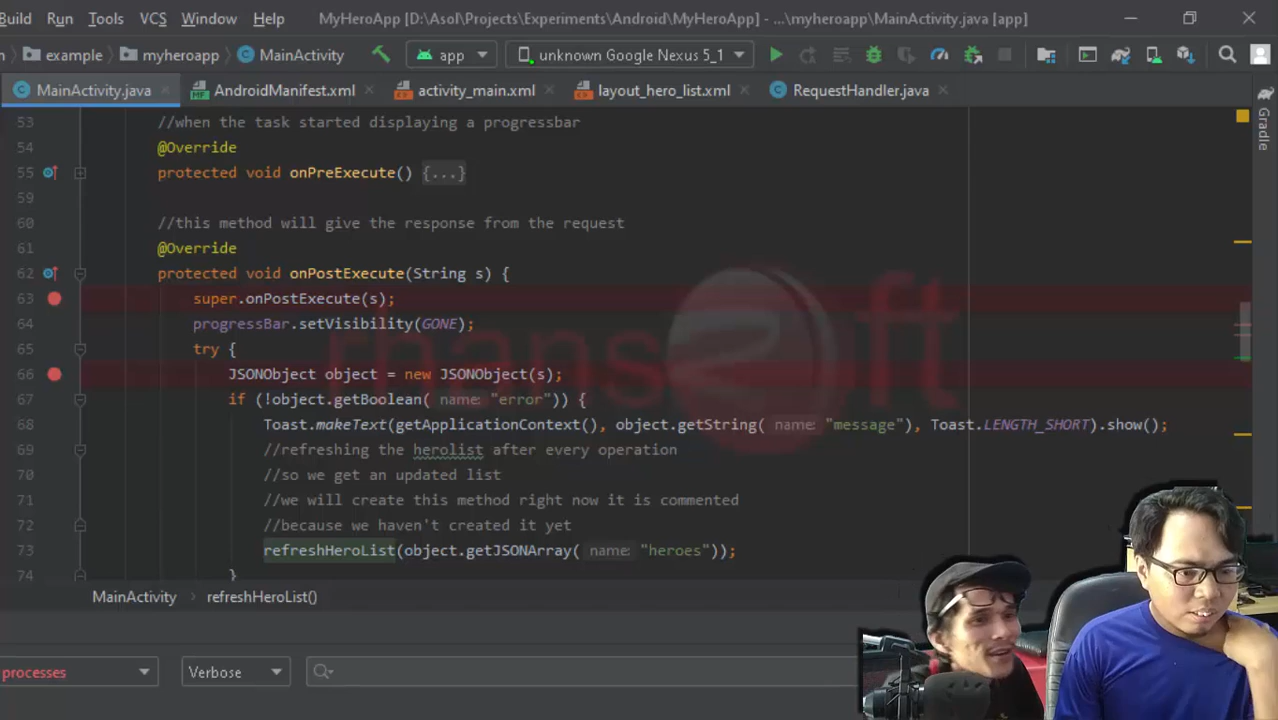 Build Run Tools VCS Window Help MyHeroApp [D:\Asol\Projects\Experiments\Android\MyHeroApp] - ...\myheroapp\MainActivity.java [app]
example myheroapp MainActivity app unknown Google Nexus 5_1
MainActivity.java AndroidManifest.xml activity_main.xml layout_hero_list.xml RequestHandler.java
Gradle
53 //when the task started displaying a progressbar
54 @Override
55 protected void onPreExecute() {...}
59
60 //this method will give the response from the request
61 @Override
62 protected void onPostExecute(String s) {
63 super.onPostExecute(s);
64 progressBar.setVisibility(GONE);
65 try {
66 JSONObject object = new JSONObject(s);
67 if (!object.getBoolean( name: "error")) {
68 Toast.makeText(getApplicationContext(), object.getString( name: "message"), Toast.LENGTH_SHORT).show();
69 //refreshing the herolist after every operation
70 //so we get an updated list
71 //we will create this method right now it is commented
72 //because we haven't created it yet
73 refreshHeroList(object.getJSONArray( name: "heroes"));
74 }
MainActivity refreshHeroList()
processes Verbose